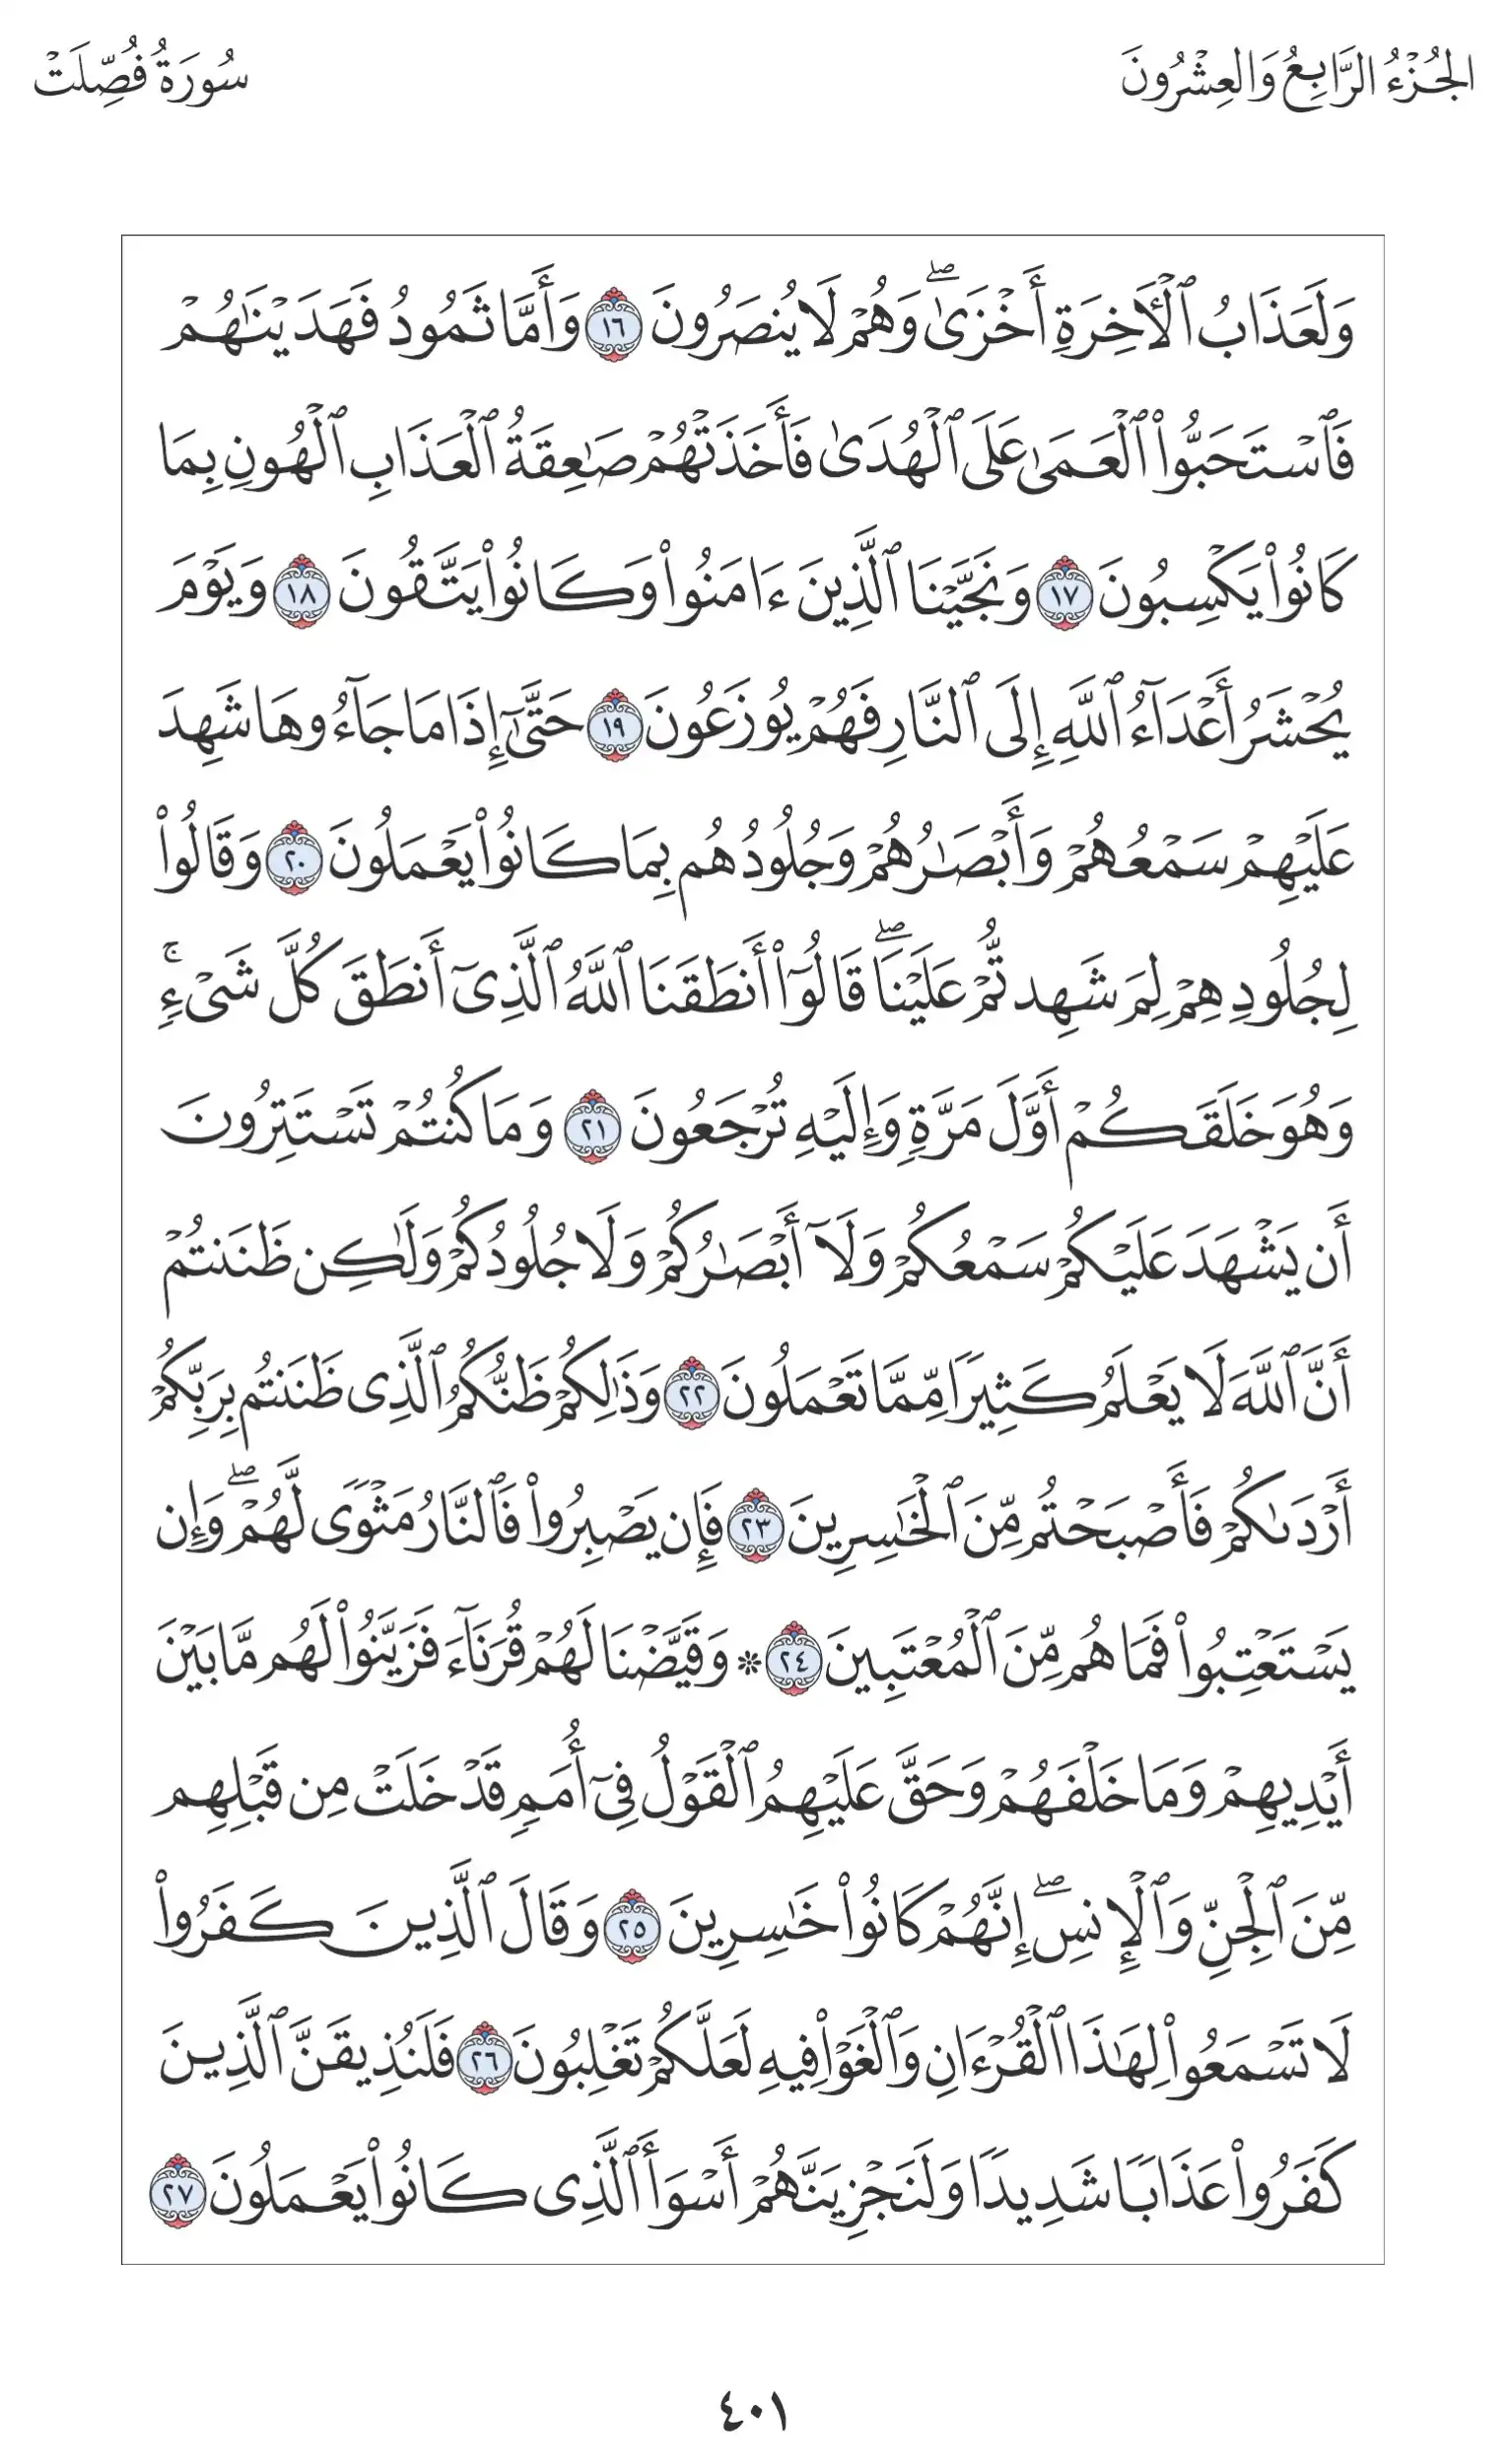 الجُزْءُ الرَّابِعُ وَالعِشْرُونَ
سُورَةُ فُصِّلَتْ
وَلَعَذَابُ ٱلْأٓخِرَةِ أَخْزَىٰۖ وَهُمْ لَا يُنصَرُونَ ١٦ وَأَمَّا ثَمُودُ فَهَدَيْنَٰهُمْ
فَٱسْتَحَبُّوا۟ ٱلْعَمَىٰ عَلَى ٱلْهُدَىٰ فَأَخَذَتْهُمْ صَٰعِقَةُ ٱلْعَذَابِ ٱلْهُونِ بِمَا
كَانُوا۟ يَكْسِبُونَ ١٧ وَنَجَّيْنَا ٱلَّذِينَ ءَامَنُوا۟ وَكَانُوا۟ يَتَّقُونَ ١٨ وَيَوْمَ
يُحْشَرُ أَعْدَآءُ ٱللَّهِ إِلَى ٱلنَّارِ فَهُمْ يُوزَعُونَ ١٩ حَتَّىٰٓ إِذَا مَا جَآءُوهَا شَهِدَ
عَلَيْهِمْ سَمْعُهُمْ وَأَبْصَٰرُهُمْ وَجُلُودُهُم بِمَا كَانُوا۟ يَعْمَلُونَ ٢٠ وَقَالُوا۟
لِجُلُودِهِمْ لِمَ شَهِدتُّمْ عَلَيْنَاۖ قَالُوٓا۟ أَنطَقَنَا ٱللَّهُ ٱلَّذِىٓ أَنطَقَ كُلَّ شَىْءٍۚ
وَهُوَ خَلَقَكُمْ أَوَّلَ مَرَّةٍ وَإِلَيْهِ تُرْجَعُونَ ٢١ وَمَا كُنتُمْ تَسْتَتِرُونَ
أَن يَشْهَدَ عَلَيْكُمْ سَمْعُكُمْ وَلَآ أَبْصَٰرُكُمْ وَلَا جُلُودُكُمْ وَلَٰكِن ظَنَنتُمْ
أَنَّ ٱللَّهَ لَا يَعْلَمُ كَثِيرًا مِّمَّا تَعْمَلُونَ ٢٢ وَذَٰلِكُمْ ظَنُّكُمُ ٱلَّذِى ظَنَنتُم بِرَبِّكُمْ
أَرْدَىٰكُمْ فَأَصْبَحْتُم مِّنَ ٱلْخَٰسِرِينَ ٢٣ فَإِن يَصْبِرُوا۟ فَٱلنَّارُ مَثْوًى لَّهُمْۖ وَإِن
يَسْتَعْتِبُوا۟ فَمَا هُم مِّنَ ٱلْمُعْتَبِينَ ٢٤ ۞ وَقَيَّضْنَا لَهُمْ قُرَنَآءَ فَزَيَّنُوا۟ لَهُم مَّا بَيْنَ
أَيْدِيهِمْ وَمَا خَلْفَهُمْ وَحَقَّ عَلَيْهِمُ ٱلْقَوْلُ فِىٓ أُمَمٍ قَدْ خَلَتْ مِن قَبْلِهِم
مِّنَ ٱلْجِنِّ وَٱلْإِنسِۖ إِنَّهُمْ كَانُوا۟ خَٰسِرِينَ ٢٥ وَقَالَ ٱلَّذِينَ كَفَرُوا۟
لَا تَسْمَعُوا۟ لِهَٰذَا ٱلْقُرْءَانِ وَٱلْغَوْا۟ فِيهِ لَعَلَّكُمْ تَغْلِبُونَ ٢٦ فَلَنُذِيقَنَّ ٱلَّذِينَ
كَفَرُوا۟ عَذَابًا شَدِيدًا وَلَنَجْزِيَنَّهُمْ أَسْوَأَ ٱلَّذِى كَانُوا۟ يَعْمَلُونَ ٢٧
٤٠١